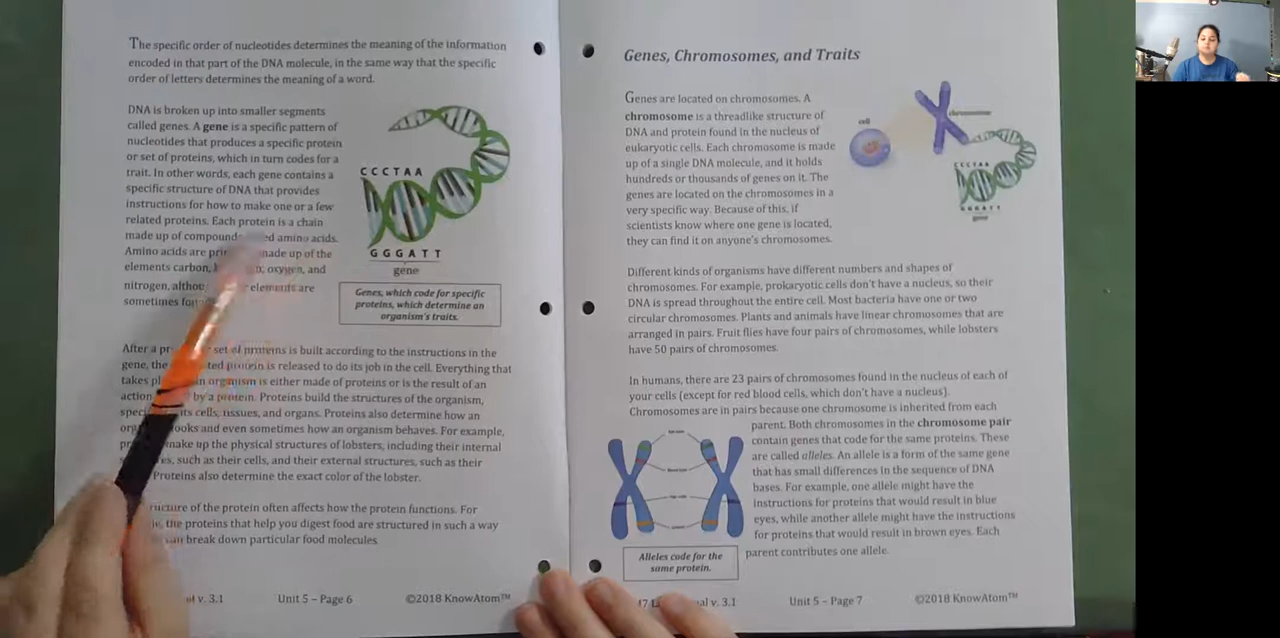 The specific order of nucleotides determines the meaning of the information
encoded in that part of the DNA molecule, in the same way that the specific
order of letters determines the meaning of a word.
DNA is broken up into smaller segments
called genes. A gene is a specific pattern of
nucleotides that produces a specific protein
or set of proteins, which in turn codes for a
trait. In other words, each gene contains a
specific structure of DNA that provides
instructions for how to make one or a few
related proteins. Each protein is a chain
made up of compound ed amino acids.
Amino acids are pri made up of the
elements carbon, n, oxygen, and
nitrogen, althou elements are
sometimes fou
CCCTAA
GGGATT
gene
Genes, which code for specific
proteins, which determine an
organism's traits.
After a pr set of proteins is built according to the instructions in the
gene, the ted protein is released to do its job in the cell. Everything that
takes pl n organism is either made of proteins or is the result of an
action by a protein. Proteins build the structures of the organism,
speci its cells, tissues, and organs. Proteins also determine how an
org ooks and even sometimes how an organism behaves. For example,
pr make up the physical structures of lobsters, including their internal
es, such as their cells, and their external structures, such as their
Proteins also determine the exact color of the lobster.
ructure of the protein often affects how the protein functions. For
the proteins that help you digest food are structured in such a way
an break down particular food molecules
al v. 3.1 Unit 5 – Page 6 ©2018 KnowAtom™
Genes, Chromosomes, and Traits
Genes are located on chromosomes. A
chromosome is a threadlike structure of
DNA and protein found in the nucleus of
eukaryotic cells. Each chromosome is made
up of a single DNA molecule, and it holds
hundreds or thousands of genes on it. The
genes are located on the chromosomes in a
very specific way. Because of this, if
scientists know where one gene is located,
they can find it on anyone's chromosomes.
cell
chromosome
CCCTAA
GGGATT
gene
Different kinds of organisms have different numbers and shapes of
chromosomes. For example, prokaryotic cells don't have a nucleus, so their
DNA is spread throughout the entire cell. Most bacteria have one or two
circular chromosomes. Plants and animals have linear chromosomes that are
arranged in pairs. Fruit flies have four pairs of chromosomes, while lobsters
have 50 pairs of chromosomes.
In humans, there are 23 pairs of chromosomes found in the nucleus of each of
your cells (except for red blood cells, which don't have a nucleus).
Chromosomes are in pairs because one chromosome is inherited from each
parent. Both chromosomes in the chromosome pair
contain genes that code for the same proteins. These
are called alleles. An allele is a form of the same gene
that has small differences in the sequence of DNA
bases. For example, one allele might have the
instructions for proteins that would result in blue
eyes, while another allele might have the instructions
for proteins that would result in brown eyes. Each
parent contributes one allele.
Alleles code for the
same protein.
al v. 3.1 Unit 5 – Page 7 ©2018 KnowAtom™